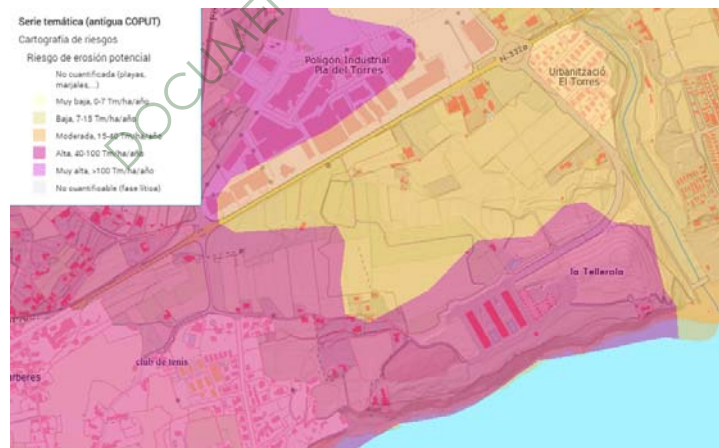 Serie temática (antigua COPUT)
Cartografía de riesgos
Riesgo de erosión potencial
No cuantificada (playas,
marjales,...)
Muy baja, 0-7 Tm/ha/año
Baja, 7-15 Tm/ha/año
Moderada, 15-40 Tm/ha/año
Alta, 40-100 Tm/ha/año
Muy alta, >100 Tm/ha/año
No cuantificable (fase lítica)
DOCUMEN
Polígon Industrial
Pla del Torres
N-332a
Urbanització
El Torres
la Tellerola
club de tenis
arberes